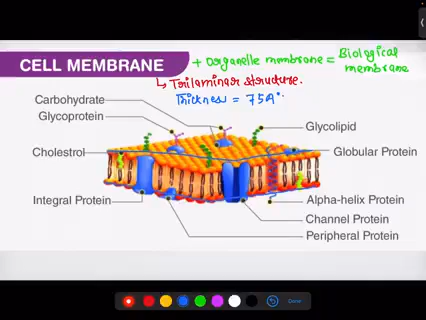 CELL MEMBRANE
+ Organelle membrane = Biological membrane
↳ Trilaminar structure.
Thickness = 75A°.
Carbohydrate
Glycoprotein
Cholestrol
Integral Protein
Glycolipid
Globular Protein
Alpha-helix Protein
Channel Protein
Peripheral Protein
Done